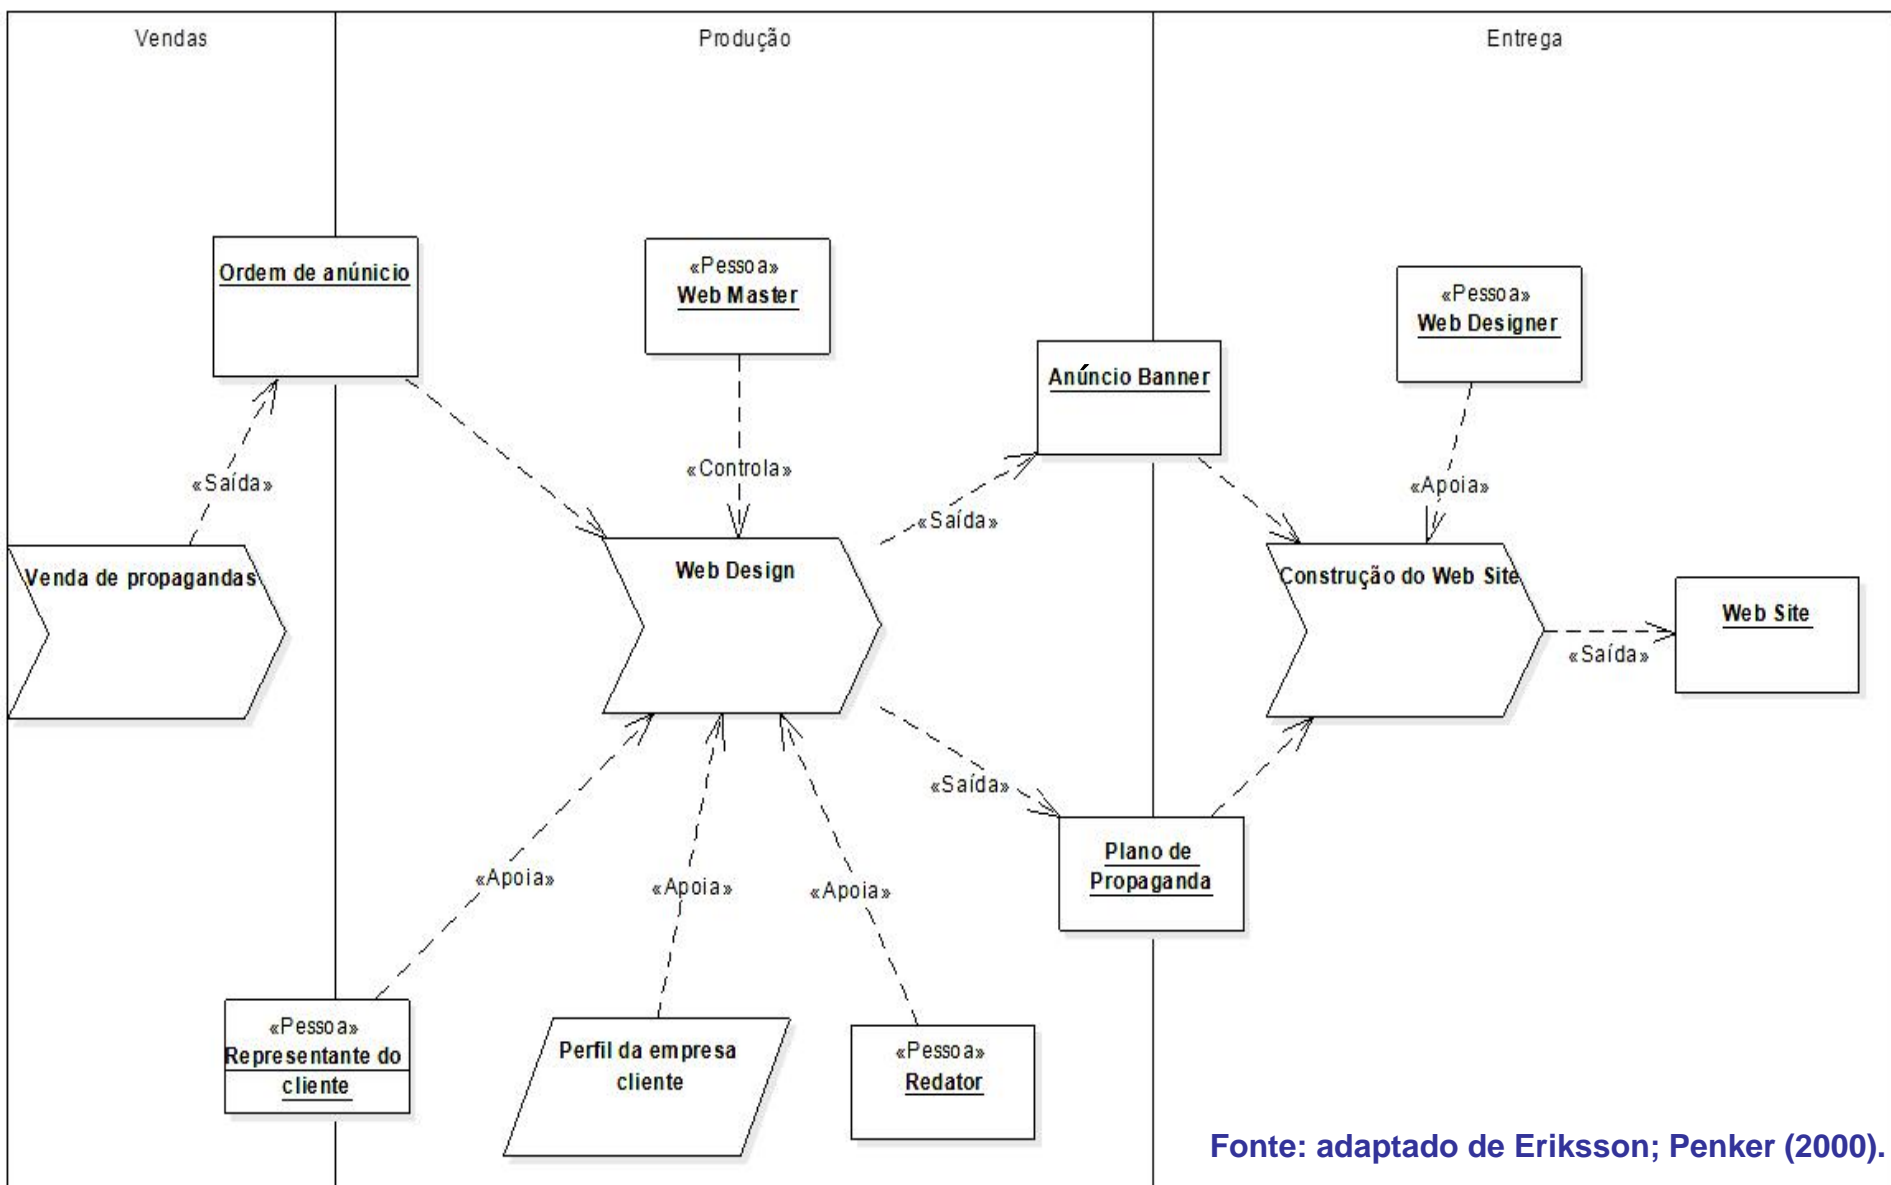 Vendas
Produção
Entrega
Ordem de anúnicio
«Pessoa»
Web Master
«Pessoa»
Web Designer
Anúncio Banner
«Controla»
«Saída»
«Apoia»
«Saída»
Venda de propagandas
Web Design
Construção do Web Site
Web Site
«Saída»
«Saída»
Plano de
Propaganda
«Apoia»
«Apoia»
«Apoia»
«Pessoa»
Representante do
cliente
Perfil da empresa
cliente
«Pessoa»
Redator
Fonte: adaptado de Eriksson; Penker (2000).